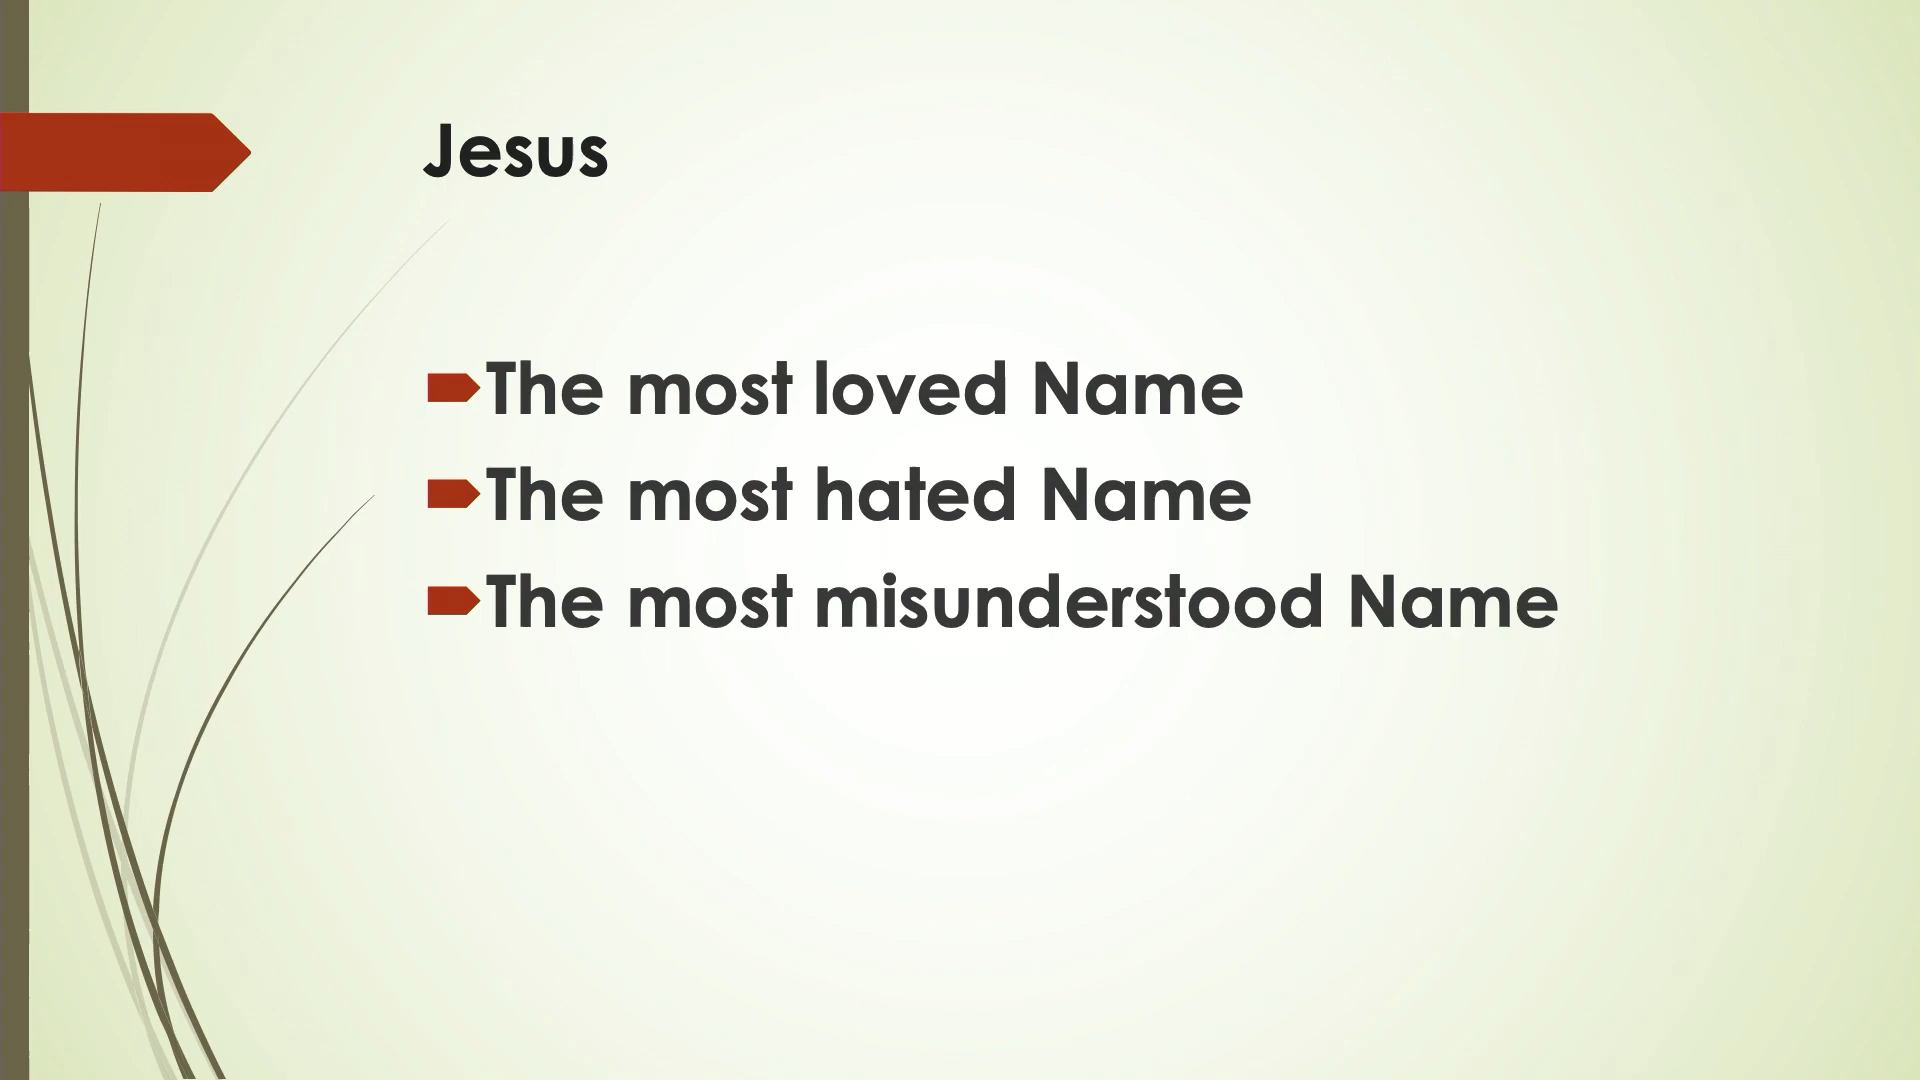 Jesus
The most loved Name
The most hated Name
The most misunderstood Name